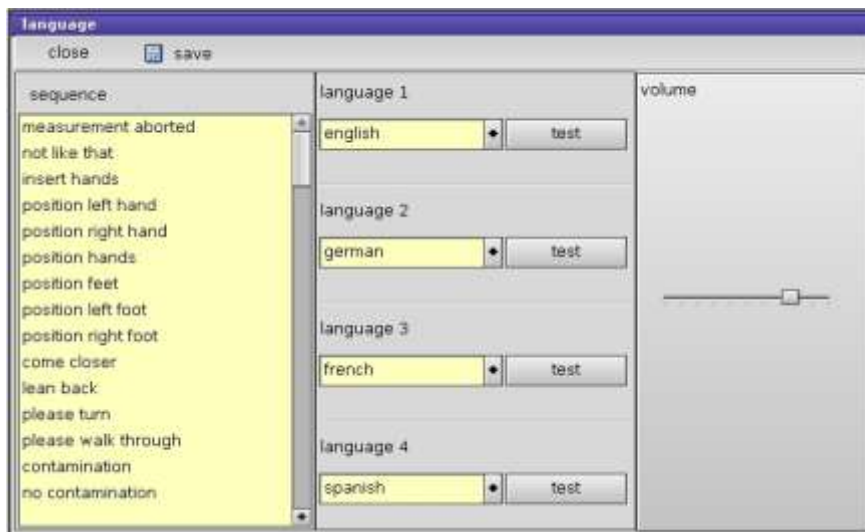 language
close save
sequence
measurement aborted
not like that
insert hands
position left hand
position right hand
position hands
position feet
position left foot
position right foot
come closer
lean back
please turn
please walk through
contamination
no contamination
language 1
english test
language 2
german test
language 3
french test
language 4
spanish test
volume